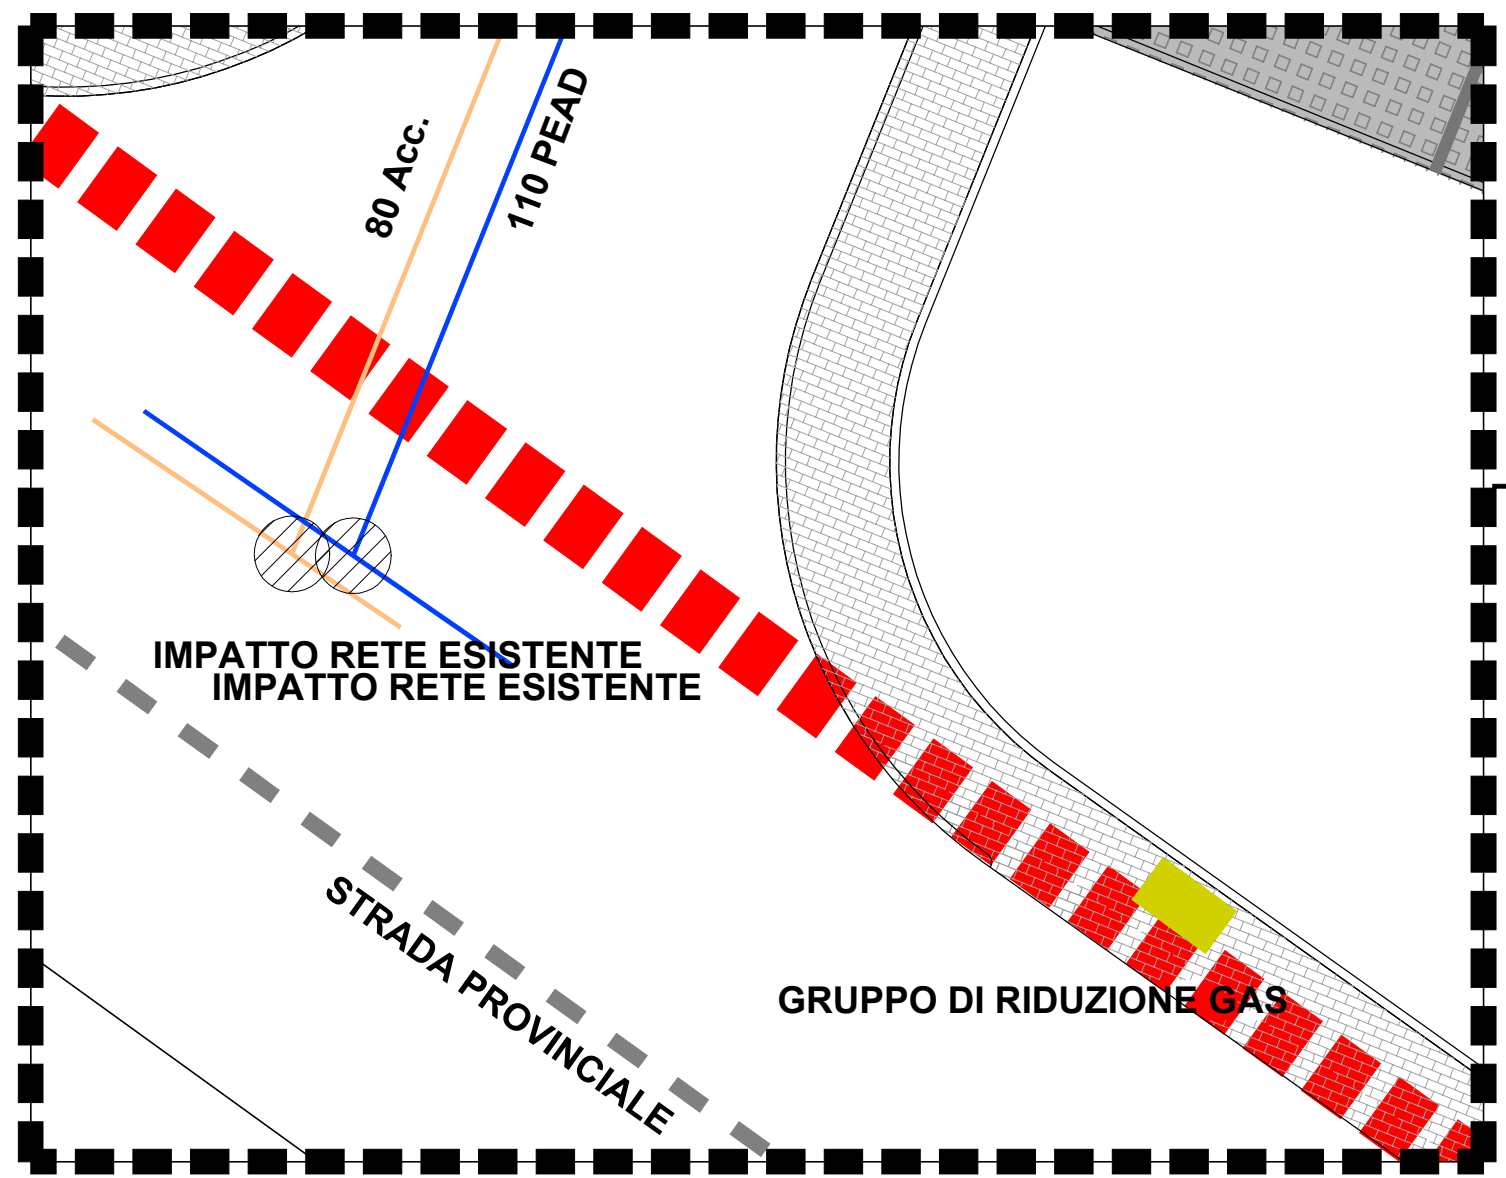 80 Acc.
110 PEAD
IMPATTO RETE ESISTENTE
IMPATTO RETE ESISTENTE
STRADA PROVINCIALE
GRUPPO DI RIDUZIONE GAS